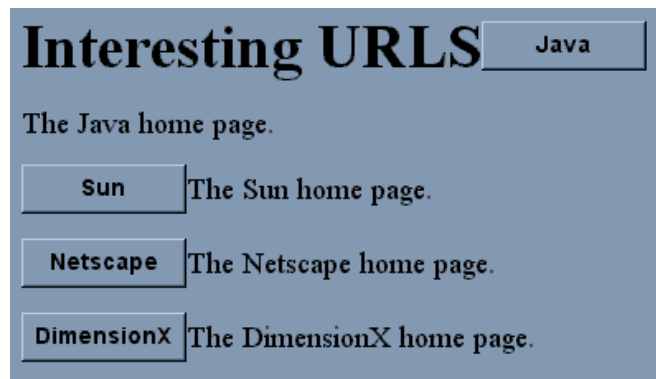 Interesting URLS Java
The Java home page.
Sun The Sun home page.
Netscape The Netscape home page.
DimensionX The DimensionX home page.